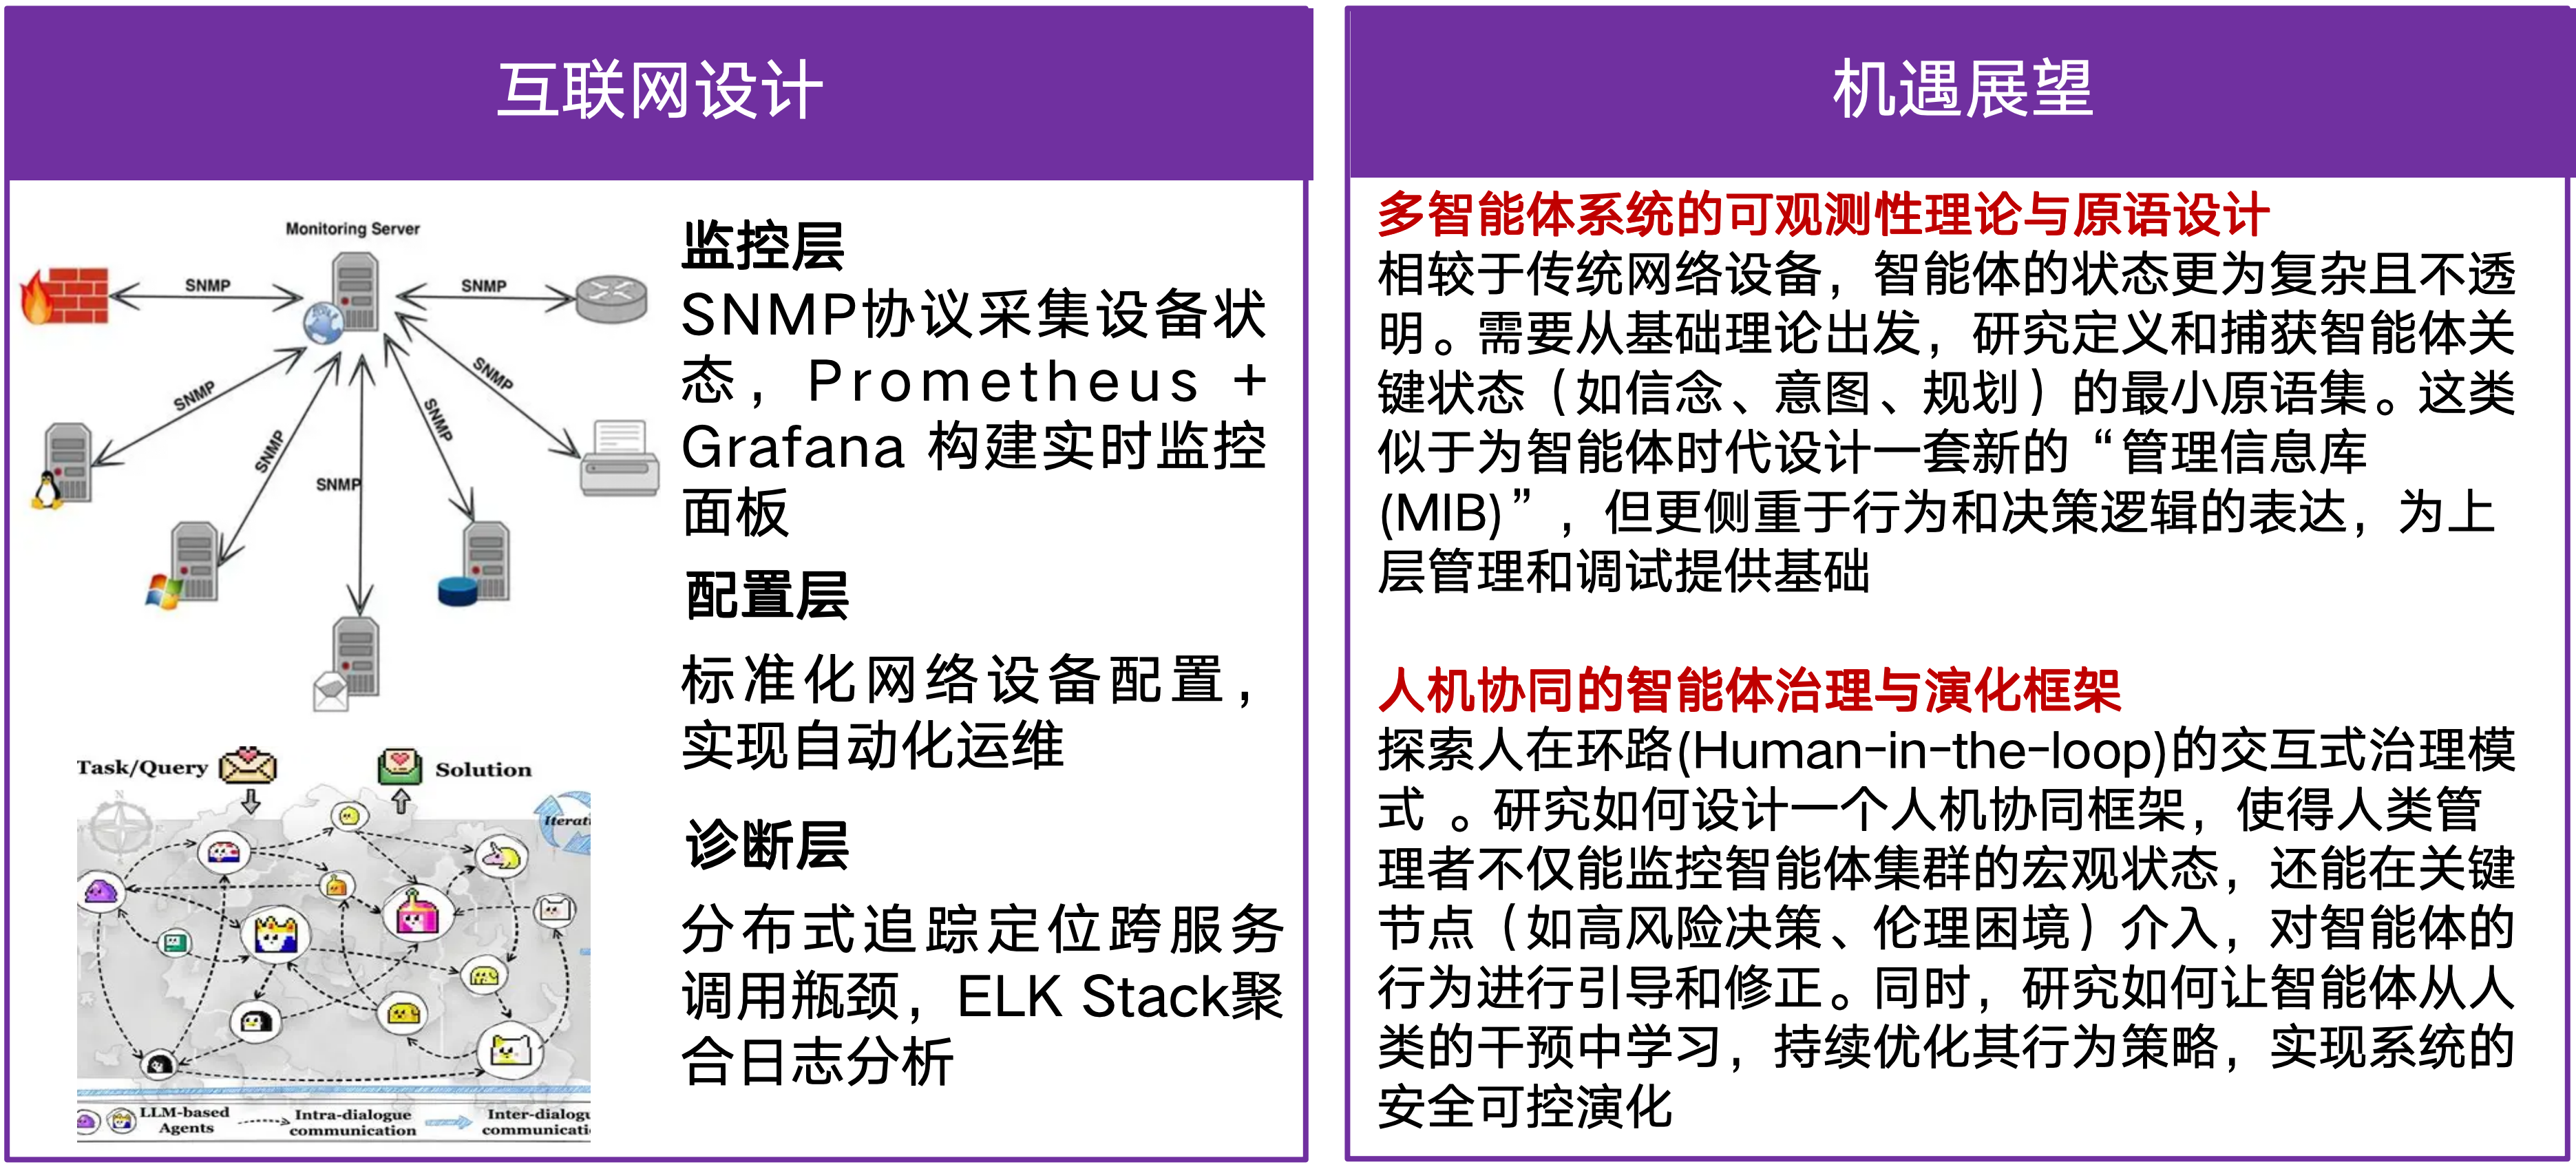 互联网设计
Monitoring Server
SNMP
SNMP
SNMP
SNMP
SNMP
SNMP
SNMP
监控层
SNMP协议采集设备状
态，Prometheus +
Grafana 构建实时监控
面板
配置层
标准化网络设备配置，
实现自动化运维
诊断层
分布式追踪定位跨服务
调用瓶颈，ELK Stack聚
合日志分析
Task/Query
Solution
N
Iterati
LLM-based
Agents
Intra-dialogue
communication
Inter-dialogu
communicati
机遇展望
多智能体系统的可观测性理论与原语设计
相较于传统网络设备，智能体的状态更为复杂且不透
明。需要从基础理论出发，研究定义和捕获智能体关
键状态（如信念、意图、规划）的最小原语集。这类
似于为智能体时代设计一套新的“管理信息库
(MIB)”，但更侧重于行为和决策逻辑的表达，为上
层管理和调试提供基础
人机协同的智能体治理与演化框架
探索人在环路(Human-in-the-loop)的交互式治理模
式 。研究如何设计一个人机协同框架，使得人类管
理者不仅能监控智能体集群的宏观状态，还能在关键
节点（如高风险决策、伦理困境）介入，对智能体的
行为进行引导和修正。同时，研究如何让智能体从人
类的干预中学习，持续优化其行为策略，实现系统的
安全可控演化